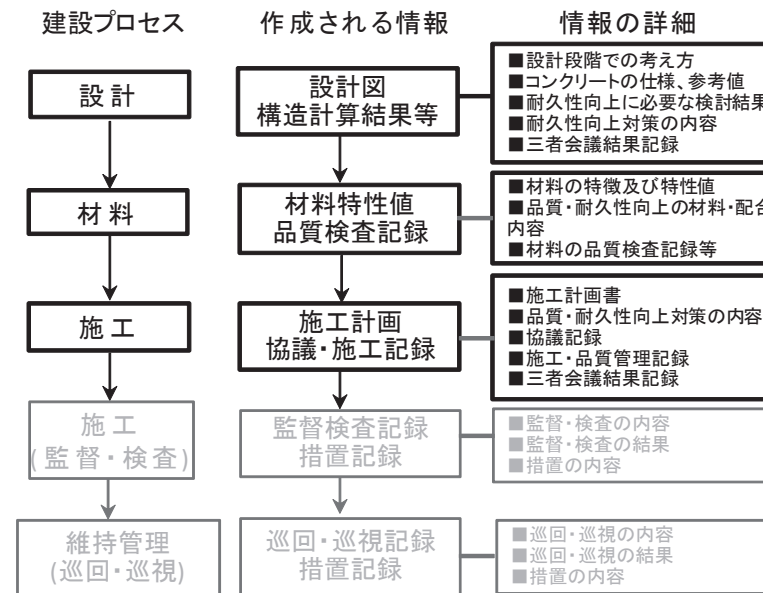 建設プロセス
作成される情報
情報の詳細
設計
設計図
構造計算結果等
■設計段階での考え方
■コンクリートの仕様、参考値
■耐久性向上に必要な検討結果
■耐久性向上対策の内容
■三者会議結果記録
材料
材料特性値
品質検査記録
■材料の特徴及び特性値
■品質・耐久性向上の材料・配合
内容
■材料の品質検査記録等
施工
施工計画
協議・施工記録
■施工計画書
■品質・耐久性向上対策の内容
■協議記録
■施工・品質管理記録
■三者会議結果記録
施工
(監督・検査)
監督検査記録
措置記録
■監督・検査の内容
■監督・検査の結果
■措置の内容
維持管理
(巡回・巡視)
巡回・巡視記録
措置記録
■巡回・巡視の内容
■巡回・巡視の結果
■措置の内容